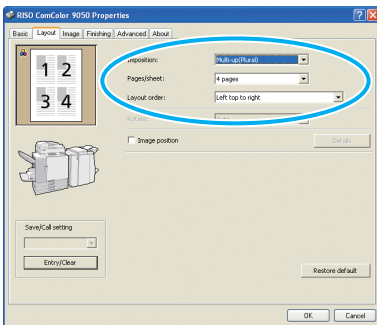 RISO ComColor 9050 Properties
Basic Layout Image Finishing Advanced About
1 2
3 4
Imposition: Multi-up(Plural)
Pages/sheet: 4 pages
Layout order: Left top to right
Rotate: Auto
Image position Details
Save/Call setting
Entry/Clear
Restore default
OK Cancel